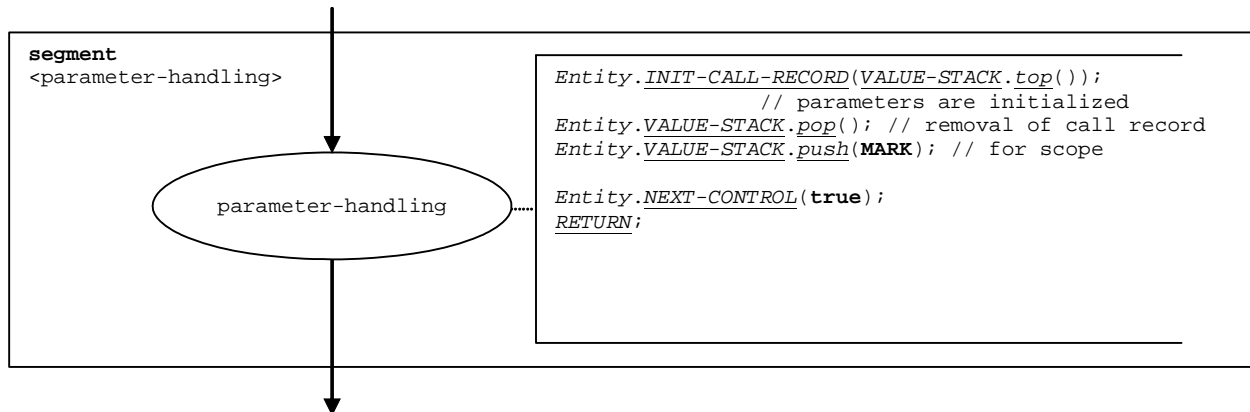 segment
<parameter-handling>
parameter-handling
Entity.INIT-CALL-RECORD(VALUE-STACK.top());
// parameters are initialized
Entity.VALUE-STACK.pop(); // removal of call record
Entity.VALUE-STACK.push(MARK); // for scope
Entity.NEXT-CONTROL(true);
RETURN;